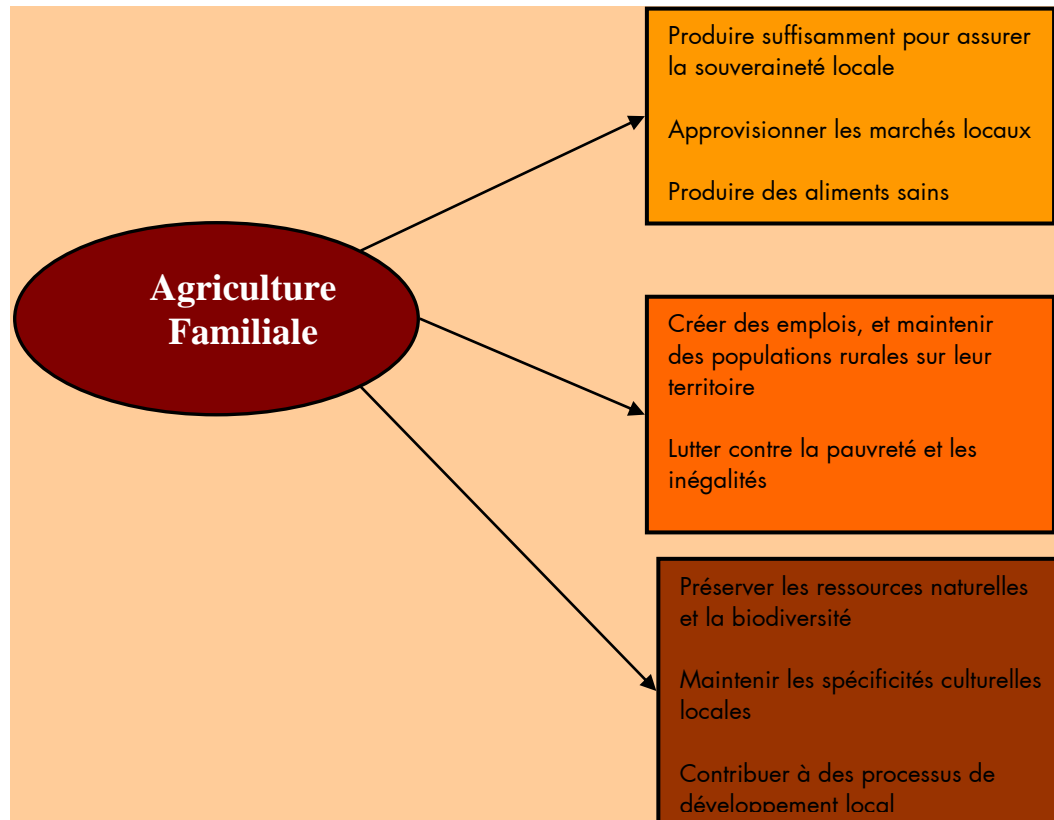 Agriculture
Familiale
Produire suffisamment pour assurer
la souveraineté locale
Approvisionner les marchés locaux
Produire des aliments sains
Créer des emplois, et maintenir
des populations rurales sur leur
territoire
Lutter contre la pauvreté et les
inégalités
Préserver les ressources naturelles
et la biodiversité
Maintenir les spécificités culturelles
locales
Contribuer à des processus de
développement local